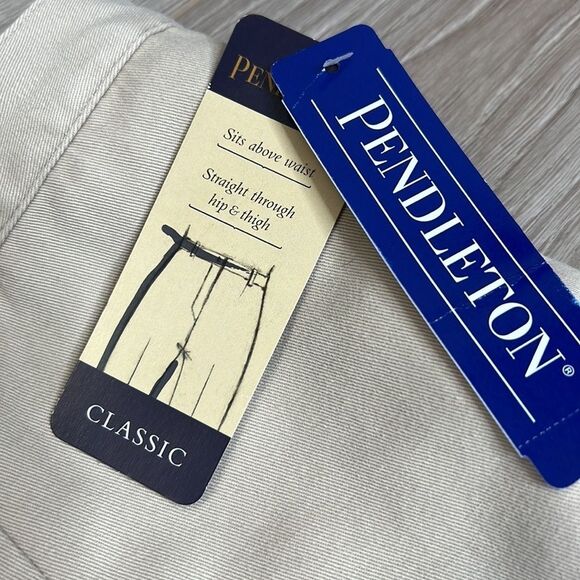 Sits above waist
Straight through
hip & thigh
CLASSIC
PENDLETON®